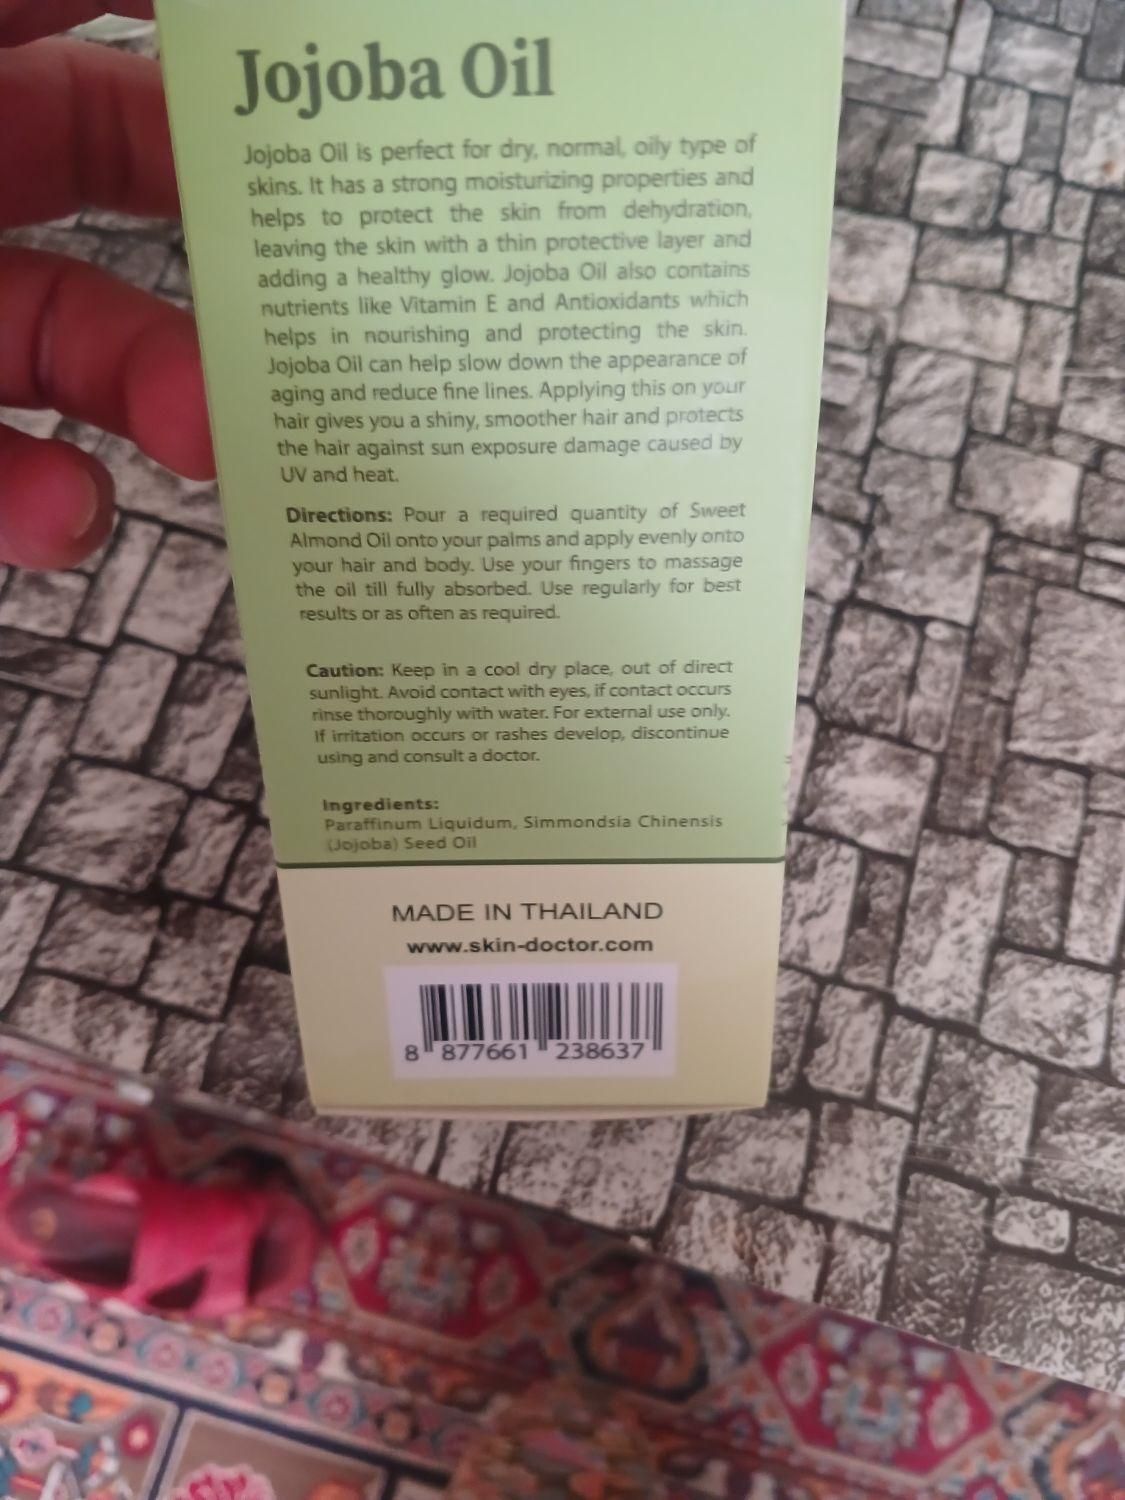 Jojoba Oil
Jojoba Oil is perfect for dry, normal, oily type of
skins. It has a strong moisturizing properties and
helps to protect the skin from dehydration,
leaving the skin with a thin protective layer and
adding a healthy glow. Jojoba Oil also contains
nutrients like Vitamin E and Antioxidants which
helps in nourishing and protecting the skin.
Jojoba Oil can help slow down the appearance of
aging and reduce fine lines. Applying this on your
hair gives you a shiny, smoother hair and protects
the hair against sun exposure damage caused by
UV and heat.
Directions: Pour a required quantity of Sweet
Almond Oil onto your palms and apply evenly onto
your hair and body. Use your fingers to massage
the oil till fully absorbed. Use regularly for best
results or as often as required.
Caution: Keep in a cool dry place, out of direct
sunlight. Avoid contact with eyes, if contact occurs
rinse thoroughly with water. For external use only.
If irritation occurs or rashes develop, discontinue
using and consult a doctor.
Ingredients:
Paraffinum Liquidum, Simmondsia Chinensis
(Jojoba) Seed Oil
MADE IN THAILAND
www.skin-doctor.com
8 877661 238637